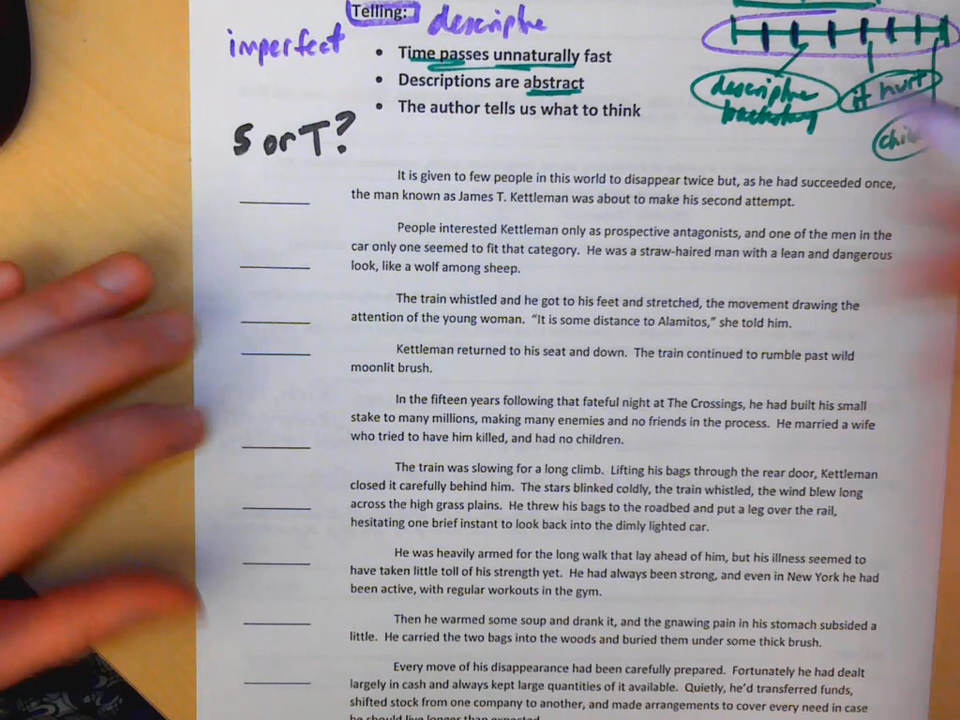 Telling: descriptive
imperfect
• Time passes unnaturally fast
• Descriptions are abstract
• The author tells us what to think
descriptive
backstory
it hurt
S or T?
It is given to few people in this world to disappear twice but, as he had succeeded once,
the man known as James T. Kettleman was about to make his second attempt.
People interested Kettleman only as prospective antagonists, and one of the men in the
car only one seemed to fit that category. He was a straw-haired man with a lean and dangerous
look, like a wolf among sheep.
The train whistled and he got to his feet and stretched, the movement drawing the
attention of the young woman. "It is some distance to Alamitos," she told him.
Kettleman returned to his seat and down. The train continued to rumble past wild
moonlit brush.
In the fifteen years following that fateful night at The Crossings, he had built his small
stake to many millions, making many enemies and no friends in the process. He married a wife
who tried to have him killed, and had no children.
The train was slowing for a long climb. Lifting his bags through the rear door, Kettleman
closed it carefully behind him. The stars blinked coldly, the train whistled, the wind blew long
across the high grass plains. He threw his bags to the roadbed and put a leg over the rail,
hesitating one brief instant to look back into the dimly lighted car.
He was heavily armed for the long walk that lay ahead of him, but his illness seemed to
have taken little toll of his strength yet. He had always been strong, and even in New York he had
been active, with regular workouts in the gym.
Then he warmed some soup and drank it, and the gnawing pain in his stomach subsided a
little. He carried the two bags into the woods and buried them under some thick brush.
Every move of his disappearance had been carefully prepared. Fortunately he had dealt
largely in cash and always kept large quantities of it available. Quietly, he'd transferred funds,
shifted stock from one company to another, and made arrangements to cover every need in case
he should live longer than expected.